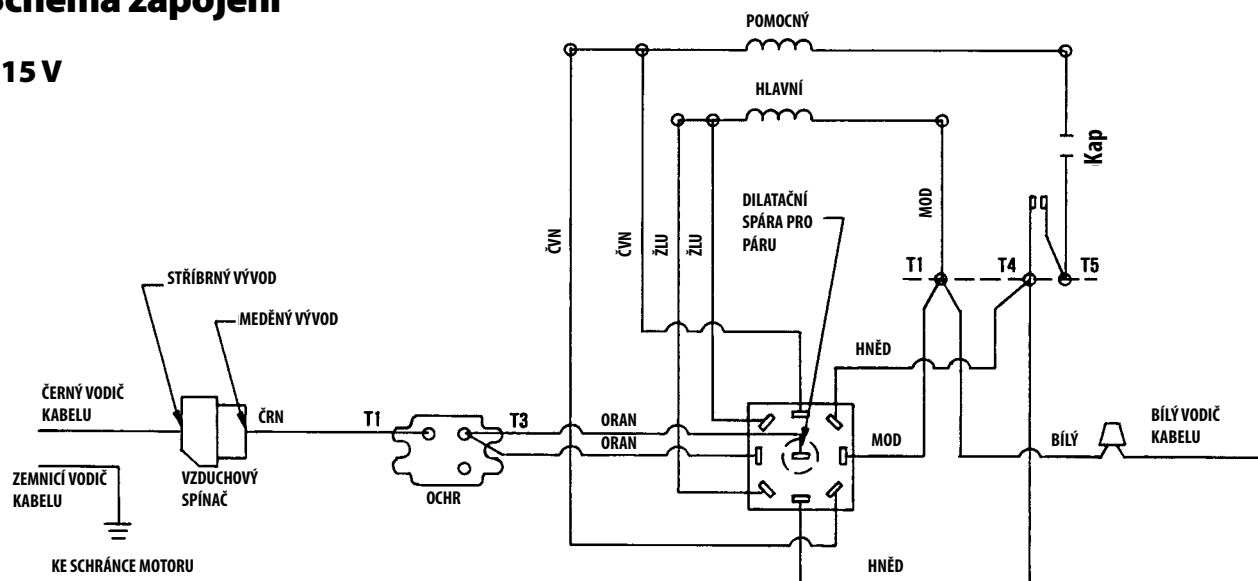 Schéma zapojení
15 V
POMOCNÝ
HLAVNÍ
Kap
DILATAČNÍ
SPÁRA PRO
PÁRU
MOD
ČVN
ČVN
ŽLU
ŽLU
T1
T4
T5
STŘÍBRNÝ VÝVOD
MEDĚNÝ VÝVOD
HNĚD
ČERNÝ VODIČ
KABELU
ČRN
T1
T3
ORAN
ORAN
MOD
BÍLÝ
BÍLÝ VODIČ
KABELU
ZEMNICÍ VODIČ
KABELU
VZDUCHOVÝ
SPÍNAČ
OCHR
KE SCHRÁNCE MOTORU
HNĚD